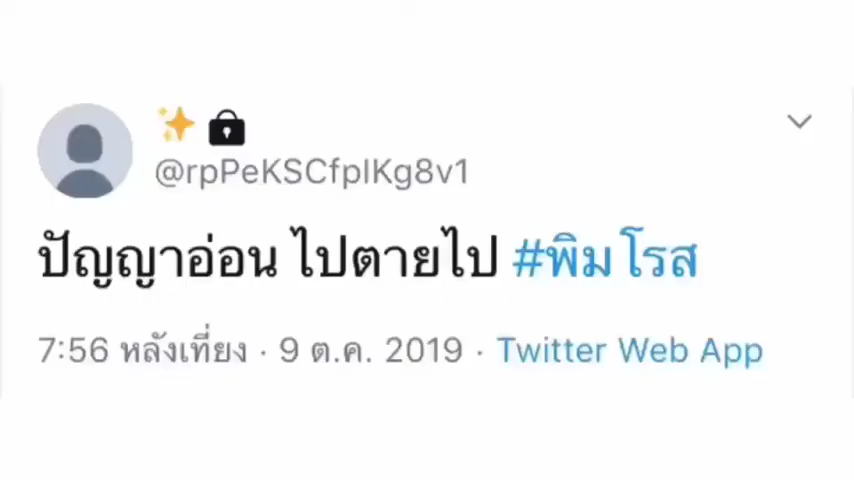 @rpPeKSCfpIKg8v1
ปัญญาอ่อน ไปตายไป #พิมโรส
7:56 หลังเที่ยง · 9 ต.ค. 2019 · Twitter Web App